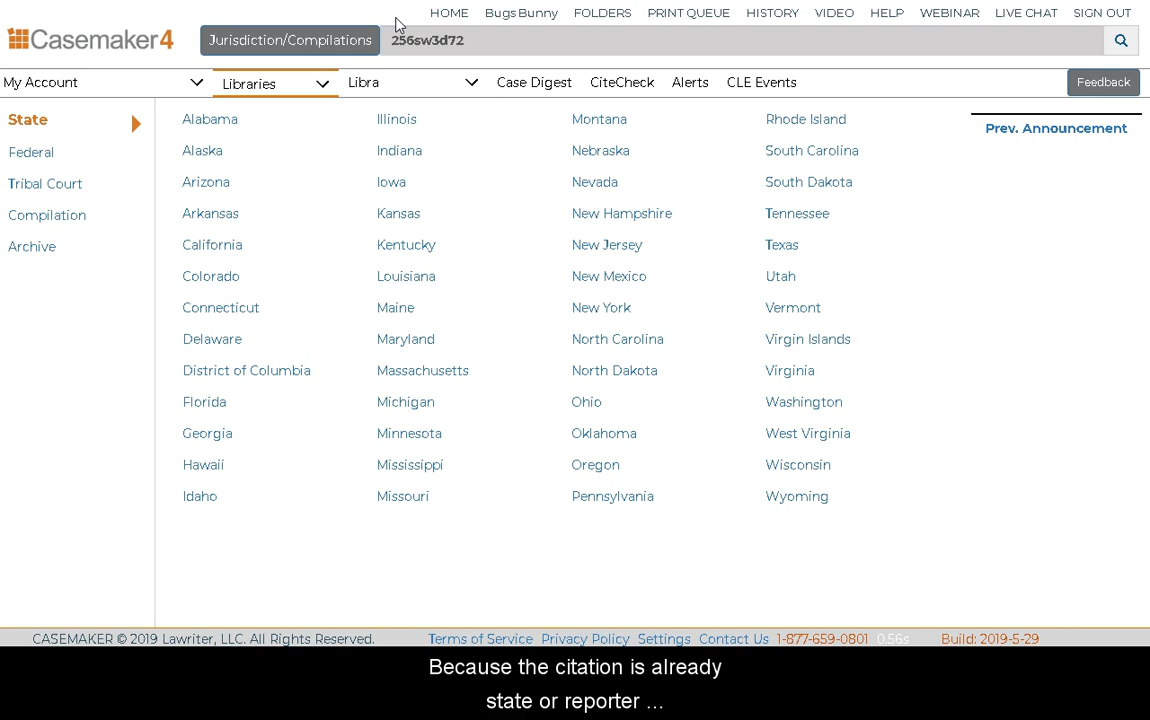 HOME Bugs Bunny FOLDERS PRINT QUEUE HISTORY VIDEO HELP WEBINAR LIVE CHAT SIGN OUT
Casemaker4 Jurisdiction/Compilations 256sw3d72
My Account Libraries Libra Case Digest CiteCheck Alerts CLE Events Feedback
State
Federal
Tribal Court
Compilation
Archive
Alabama
Alaska
Arizona
Arkansas
California
Colorado
Connecticut
Delaware
District of Columbia
Florida
Georgia
Hawaii
Idaho
Illinois
Indiana
Iowa
Kansas
Kentucky
Louisiana
Maine
Maryland
Massachusetts
Michigan
Minnesota
Mississippi
Missouri
Montana
Nebraska
Nevada
New Hampshire
New Jersey
New Mexico
New York
North Carolina
North Dakota
Ohio
Oklahoma
Oregon
Pennsylvania
Rhode Island
South Carolina
South Dakota
Tennessee
Texas
Utah
Vermont
Virgin Islands
Virginia
Washington
West Virginia
Wisconsin
Wyoming
Prev. Announcement
CASEMAKER © 2019 Lawriter, LLC. All Rights Reserved. Terms of Service Privacy Policy Settings Contact Us 1-877-659-0801 0.56s Build: 2019-5-29
Because the citation is already
state or reporter ...